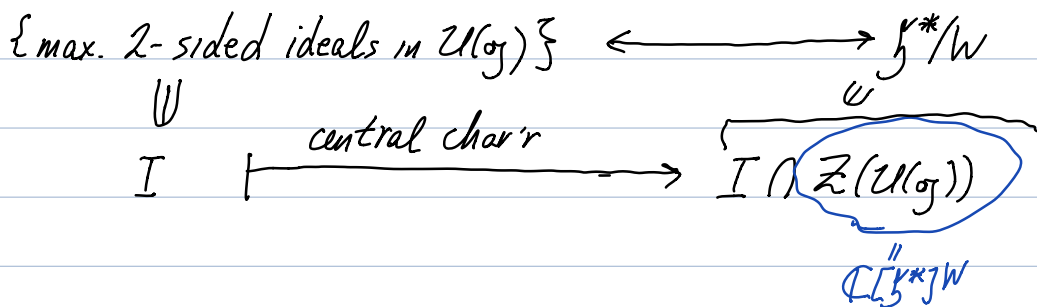 {max. 2-sided ideals in U(𝔤)} ⟷ 𝔥*/W
⋓ ⋓
central char'r
I ⟼ I ∩ Z(U(𝔤))
=
ℂ[𝔥*]^W